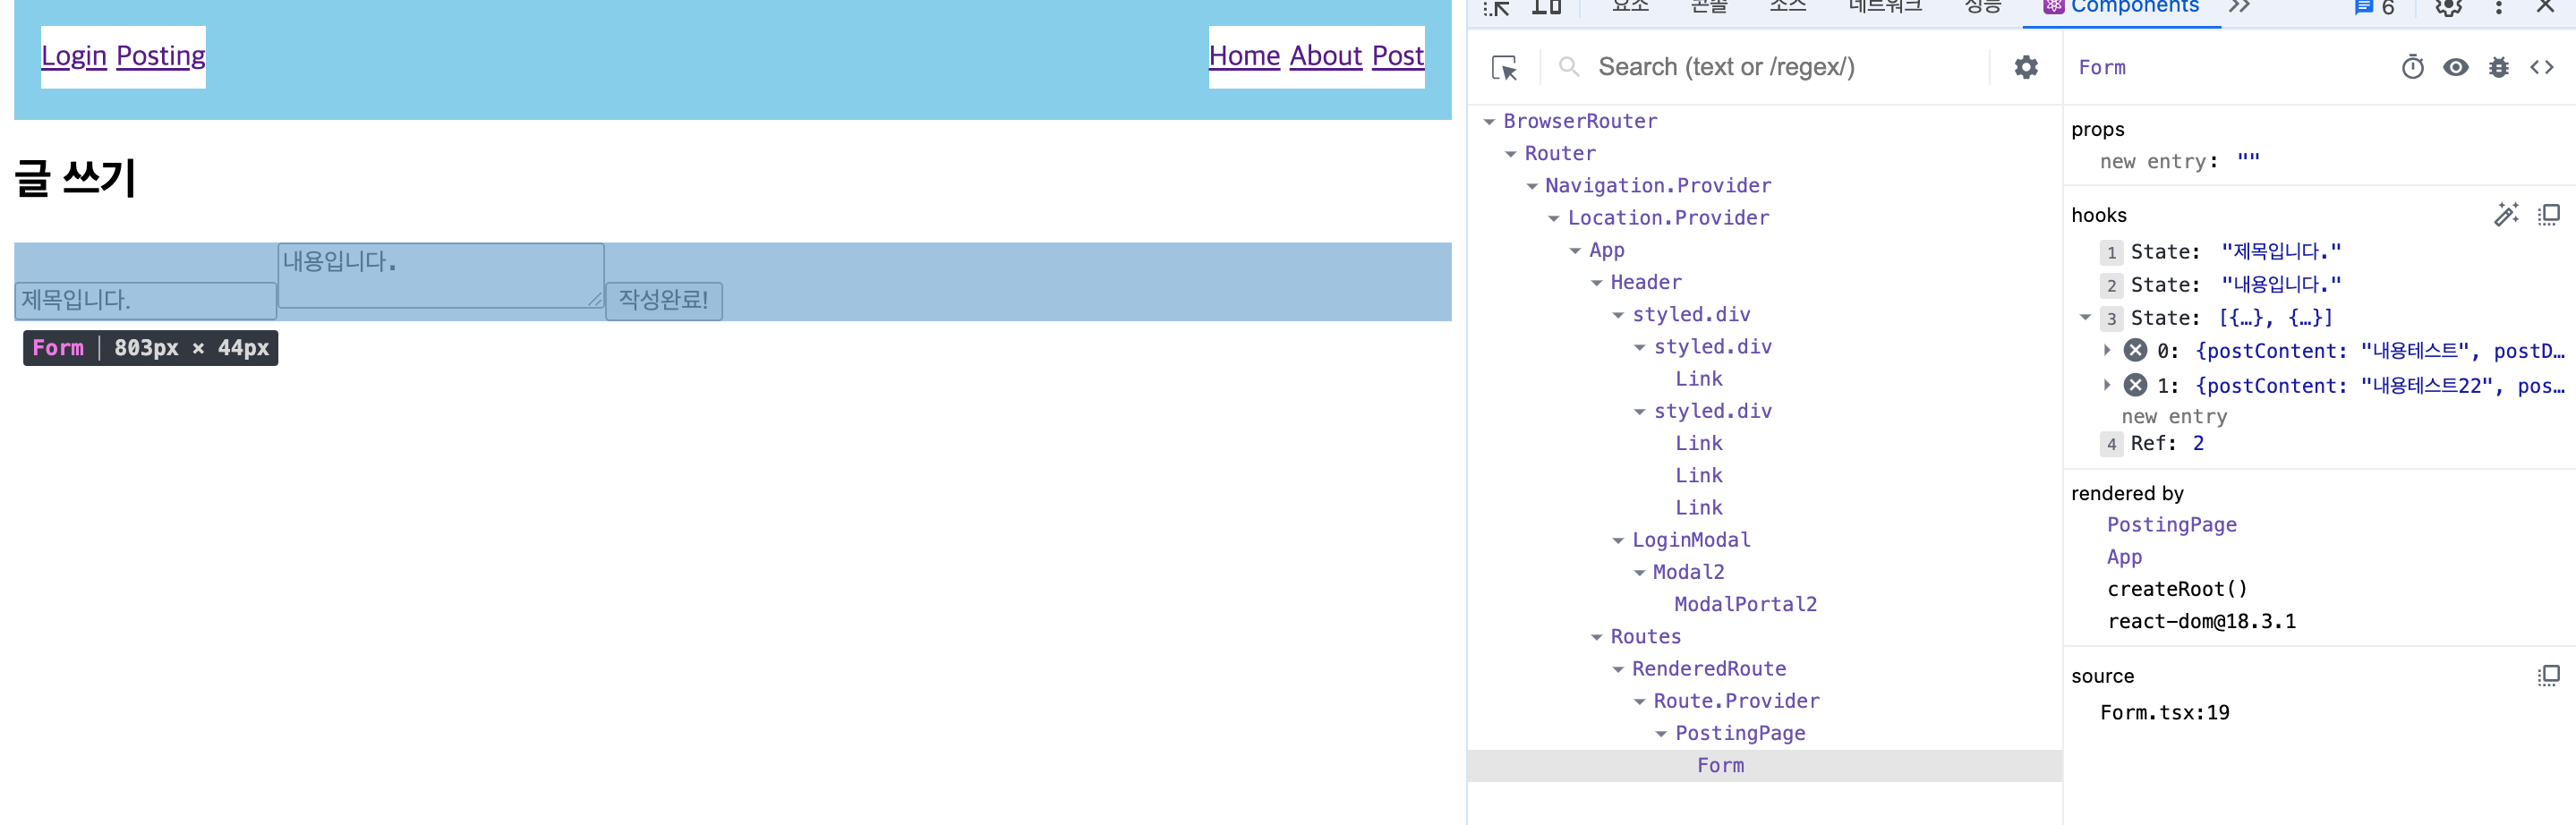 Login Posting
Home About Post
글 쓰기
내용입니다.
제목입니다.
작성완료!
Form | 803px × 44px
요소 콘솔 소스 네트워크 성능 Components 6
Search (text or /regex/)
BrowserRouter
Router
Navigation.Provider
Location.Provider
App
Header
styled.div
styled.div
Link
styled.div
Link
Link
Link
LoginModal
Modal2
ModalPortal2
Routes
RenderedRoute
Route.Provider
PostingPage
Form
Form
props
new entry: ""
hooks
1 State: "제목입니다."
2 State: "내용입니다."
3 State: [{…}, {…}]
0: {postContent: "내용테스트", postD…
1: {postContent: "내용테스트22", pos…
new entry
4 Ref: 2
rendered by
PostingPage
App
createRoot()
react-dom@18.3.1
source
Form.tsx:19